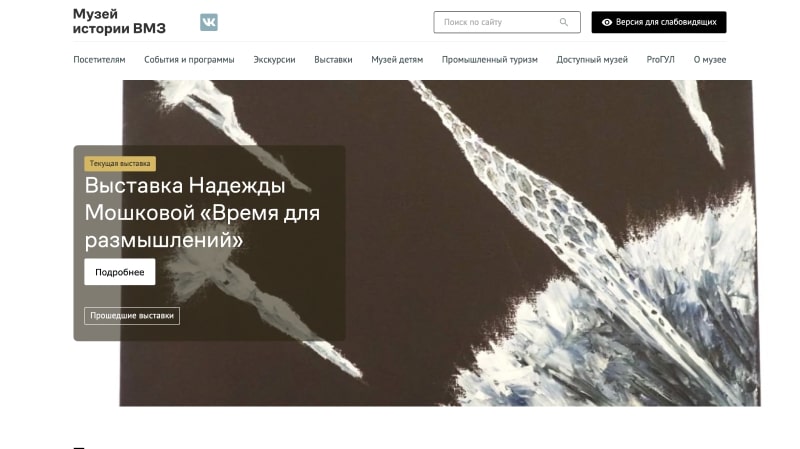 Музей
истории ВМЗ
Поиск по сайту
Версия для слабовидящих
Посетителям События и программы Экскурсии Выставки Музей детям Промышленный туризм Доступный музей ProГУЛ О музее
Текущая выставка
Выставка Надежды
Мошковой «Время для
размышлений»
Подробнее
Прошедшие выставки